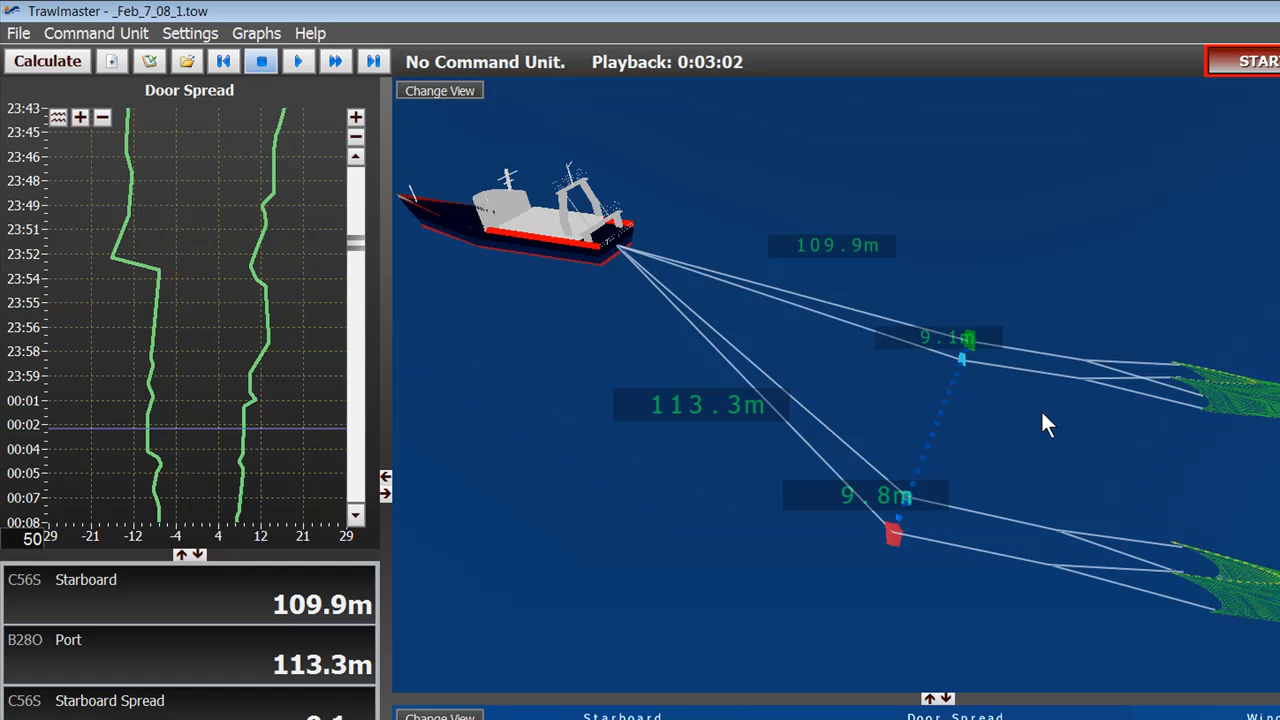 Trawlmaster - _Feb_7_08_1.tow
File Command Unit Settings Graphs Help
Calculate
No Command Unit. Playback: 0:03:02
Door Spread
Change View
23:43
23:45
23:46
23:48
23:49
23:51
23:52
23:54
23:55
23:56
23:58
23:59
00:01
00:02
00:04
00:05
00:07
00:08
50
29 -21 -12 -4 4 12 21 29
109.9m
9.1m
113.3m
9.8m
C56S Starboard
109.9m
B28O Port
113.3m
C56S Starboard Spread
Change View
Starboard
Door Spread